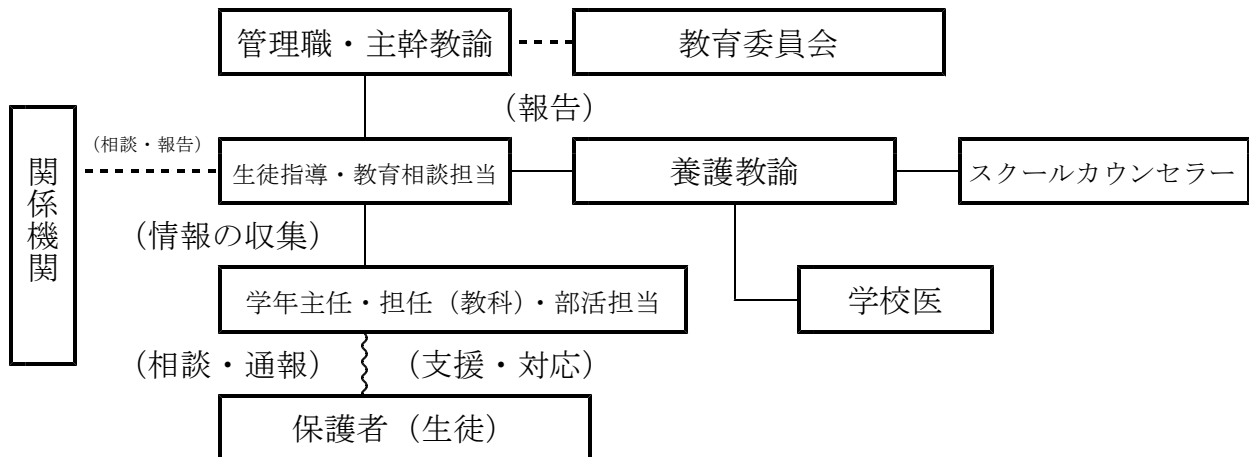 管理職・主幹教諭
教育委員会
（報告）
関係機関
（相談・報告）
生徒指導・教育相談担当
養護教諭
スクールカウンセラー
（情報の収集）
学年主任・担任（教科）・部活担当
学校医
（相談・通報）
（支援・対応）
保護者（生徒）